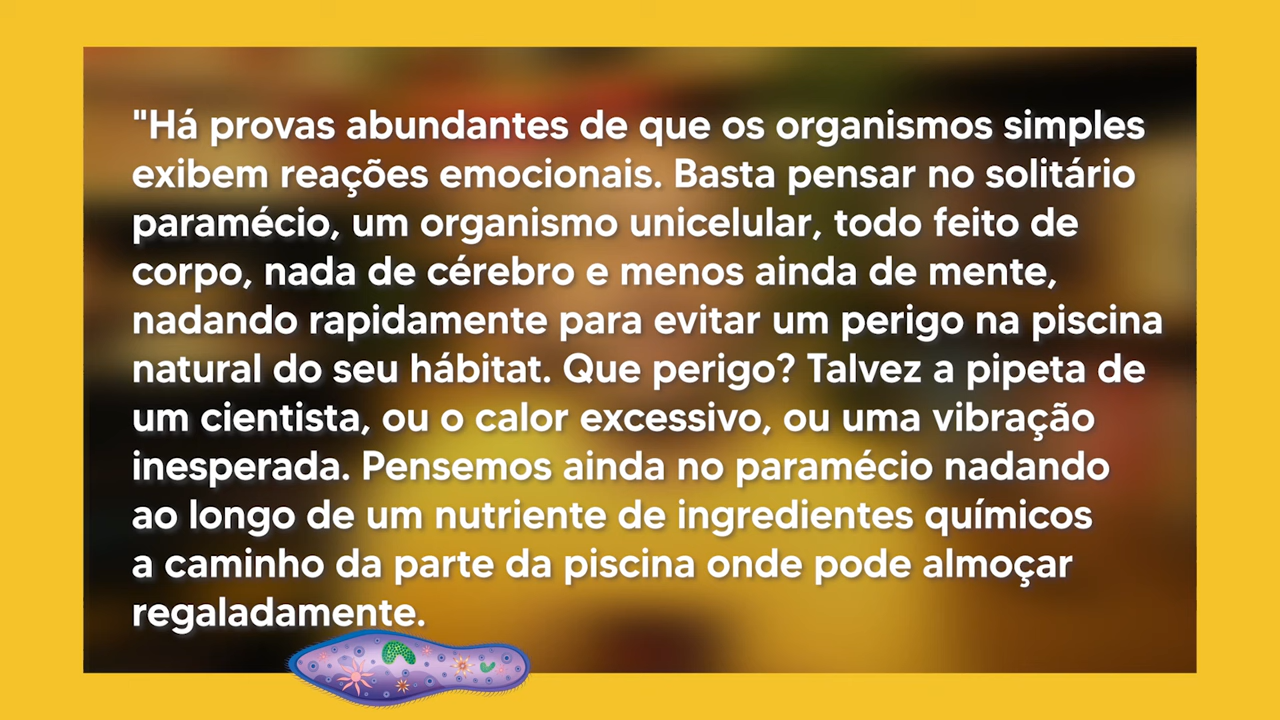 "Há provas abundantes de que os organismos simples
exibem reações emocionais. Basta pensar no solitário
paramécio, um organismo unicelular, todo feito de
corpo, nada de cérebro e menos ainda de mente,
nadando rapidamente para evitar um perigo na piscina
natural do seu hábitat. Que perigo? Talvez a pipeta de
um cientista, ou o calor excessivo, ou uma vibração
inesperada. Pensemos ainda no paramécio nadando
ao longo de um nutriente de ingredientes químicos
a caminho da parte da piscina onde pode almoçar
regaladamente.